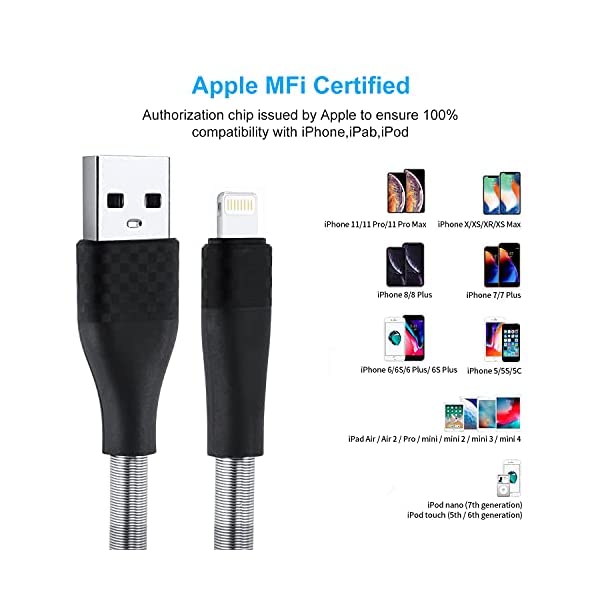 Apple MFi Certified
Authorization chip issued by Apple to ensure 100%
compatibility with iPhone,iPab,iPod
iPhone 11/11 Pro/11 Pro Max
iPhone X/XS/XR/XS Max
iPhone 8/8 Plus
iPhone 7/7 Plus
iPhone 6/6S/6 Plus/ 6S Plus
iPhone 5/5S/5C
iPad Air / Air 2 / Pro / mini / mini 2 / mini 3 / mini 4
iPod nano (7th generation)
iPod touch (5th / 6th generation)